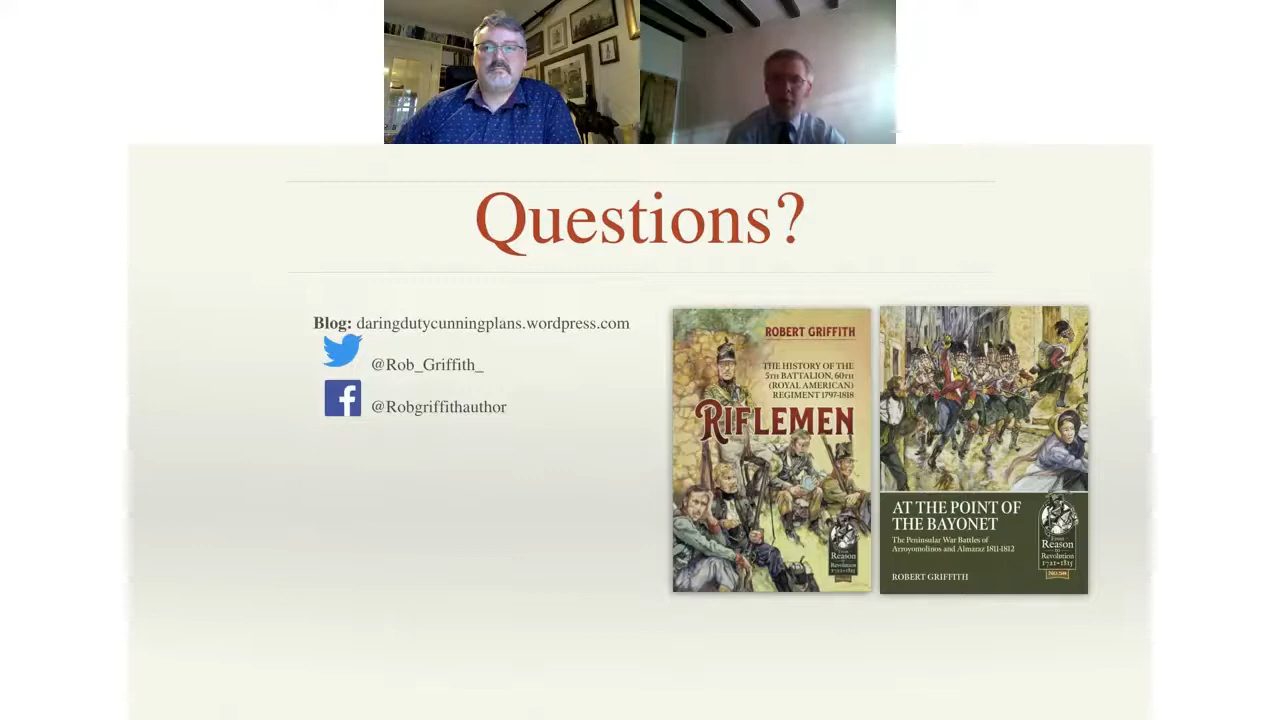 Questions?
Blog: daringdutycunningplans.wordpress.com
@Rob_Griffith_
@Robgriffithauthor
ROBERT GRIFFITH
THE HISTORY OF THE
5TH BATTALION, 60TH
(ROYAL AMERICAN)
REGIMENT 1797-1818
RIFLEMEN
From
Reason
to
Revolution
1721-1815
AT THE POINT OF
THE BAYONET
The Peninsular War Battles of
Arroyomolinos and Almaraz 1811-1812
ROBERT GRIFFITH
From
Reason
to
Revolution
1721-1815